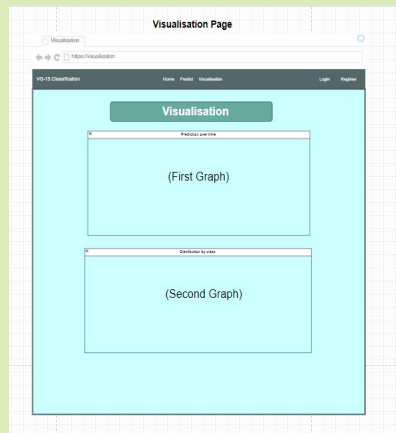 Visualisation Page
Visualisation
https://visualisation
VG-15 Classification Home Predict Visualisation Login Register
Visualisation
Prediction over time
(First Graph)
Distribution by class
(Second Graph)